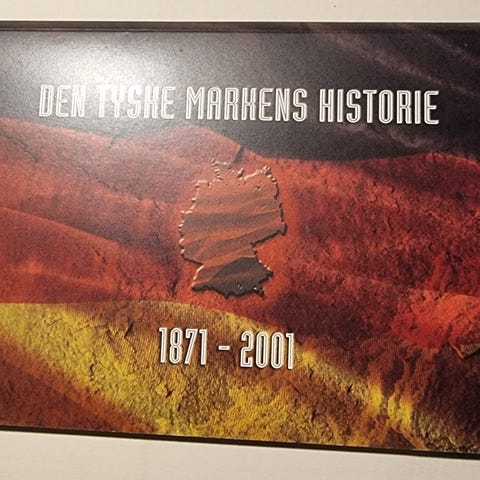 DEN TYSKE MARKENS HISTORIE
1871 - 2001